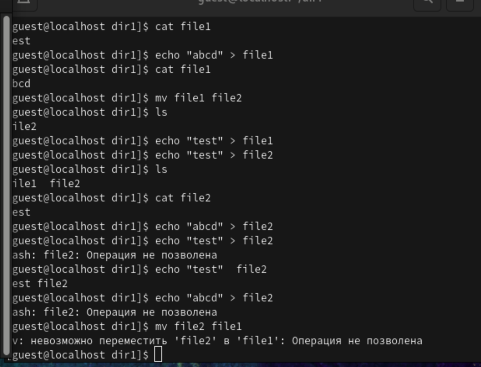 guest@localhost dir1]$ cat file1
est
guest@localhost dir1]$ echo "abcd" > file1
guest@localhost dir1]$ cat file1
bcd
guest@localhost dir1]$ mv file1 file2
guest@localhost dir1]$ ls
ile2
guest@localhost dir1]$ echo "test" > file1
guest@localhost dir1]$ echo "test" > file2
guest@localhost dir1]$ ls
ile1  file2
guest@localhost dir1]$ cat file2
est
guest@localhost dir1]$ echo "abcd" > file2
guest@localhost dir1]$ echo "test" > file2
ash: file2: Операция не позволена
guest@localhost dir1]$ echo "test"  file2
est file2
guest@localhost dir1]$ echo "abcd" > file2
ash: file2: Операция не позволена
guest@localhost dir1]$ mv file2 file1
v: невозможно переместить 'file2' в 'file1': Операция не позволена
guest@localhost dir1]$